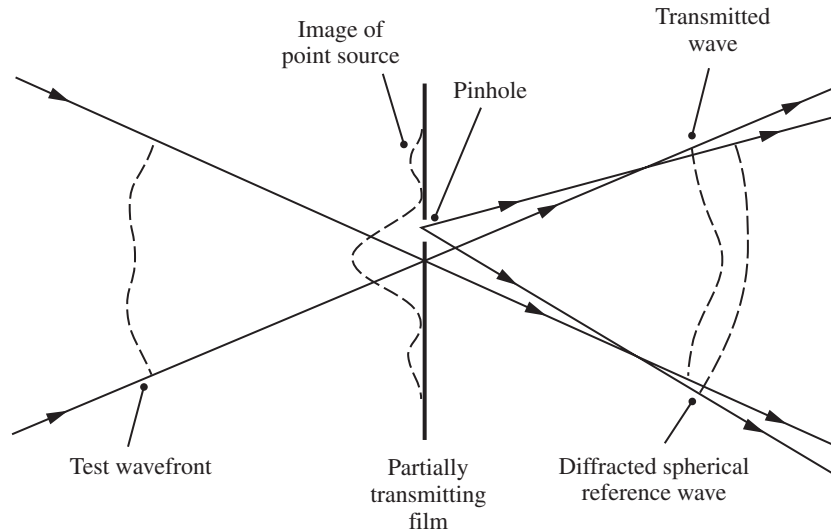 Image of
point source
Transmitted
wave
Pinhole
Test wavefront
Partially
transmitting
film
Diffracted spherical
reference wave